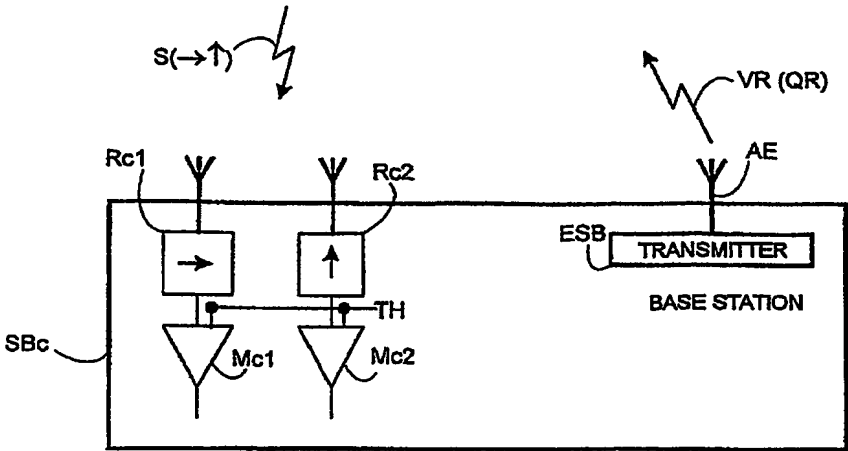 S(→↑)
VR (QR)
AE
Rc1
Rc2
ESB
TRANSMITTER
→
↑
BASE STATION
TH
SBc
Mc1
Mc2